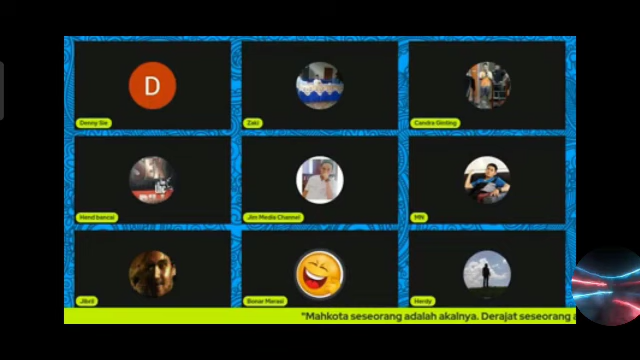 D
Denny Sie
Zaki
Candra Ginting
Hend bancai
Jim Media Channel
MN
Jibril
Bonar Marsal
Herdy
"Mahkota seseorang adalah akalnya. Derajat seseorang a